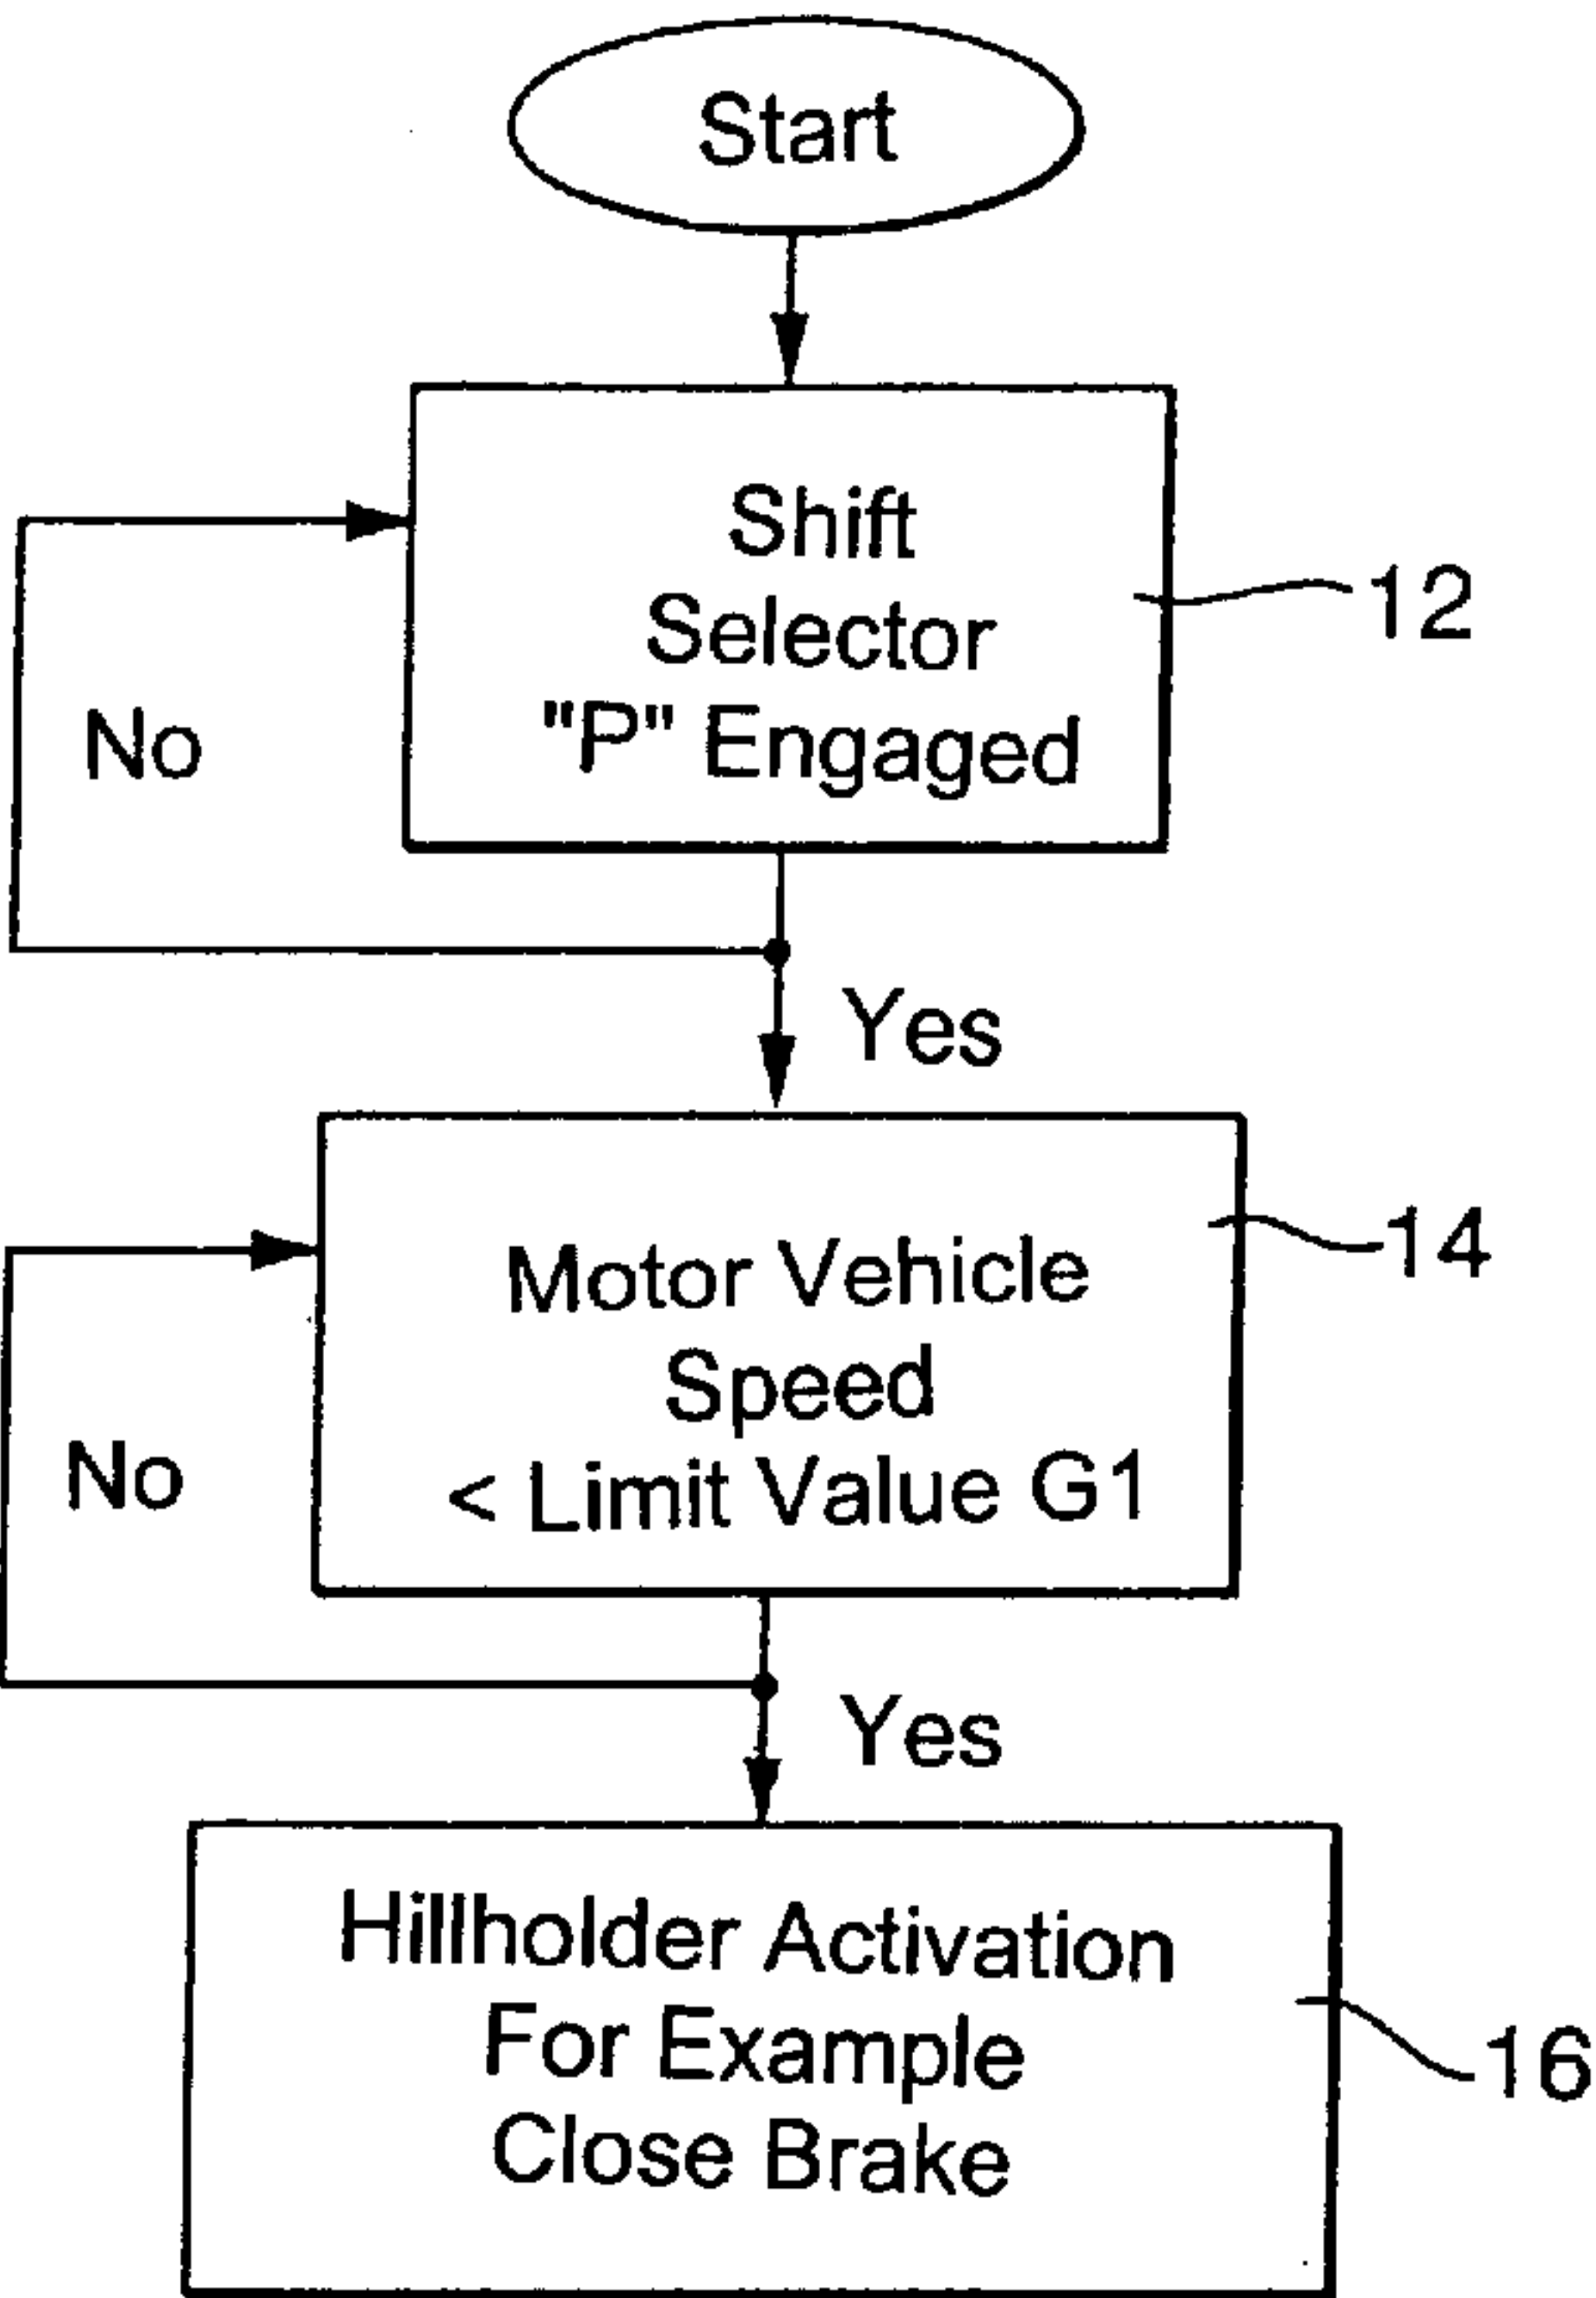 Start
Shift
Selector
"P" Engaged
12
No
Yes
Motor Vehicle
Speed
< Limit Value G1
14
No
Yes
Hillholder Activation
For Example
Close Brake
16